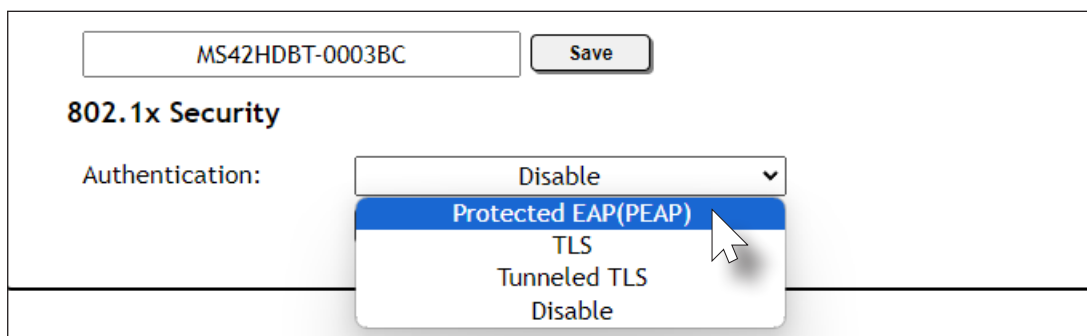 MS42HDBT-0003BC Save
802.1x Security
Authentication: Disable
Protected EAP(PEAP)
TLS
Tunneled TLS
Disable